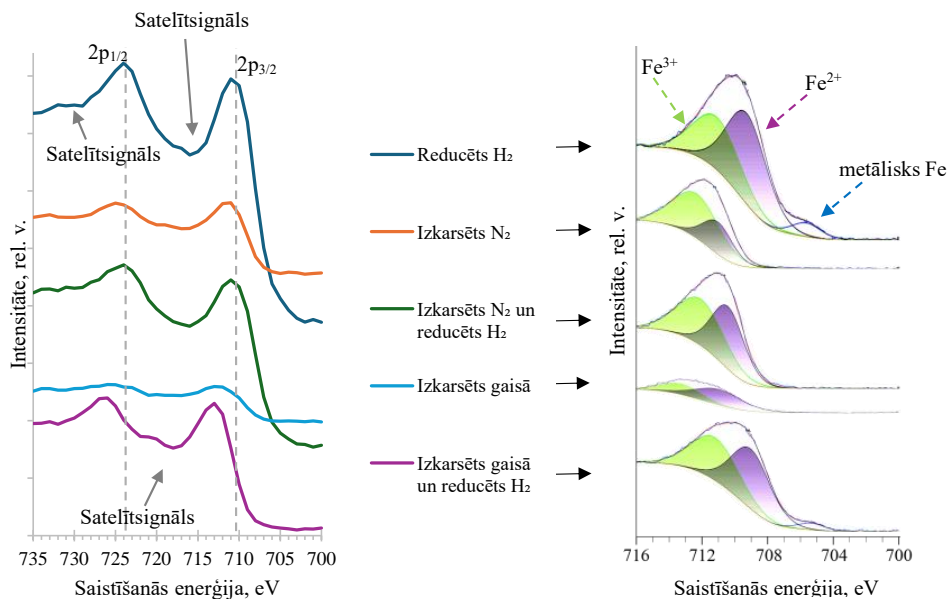 Satelītsignāls
2p1/2
2p3/2
Satelītsignāls
Satelītsignāls
Intensitāte, rel. v.
735 730 725 720 715 710 705 700
Saistīšanās enerģija, eV
Reducēts H₂
Izkarsēts N₂
Izkarsēts N₂ un
reducēts H₂
Izkarsēts gaisā
Izkarsēts gaisā
un reducēts H₂
Fe3+
Fe2+
metālisks Fe
Intensitāte, rel. v.
716 712 708 704 700
Saistīšanās enerģija, eV